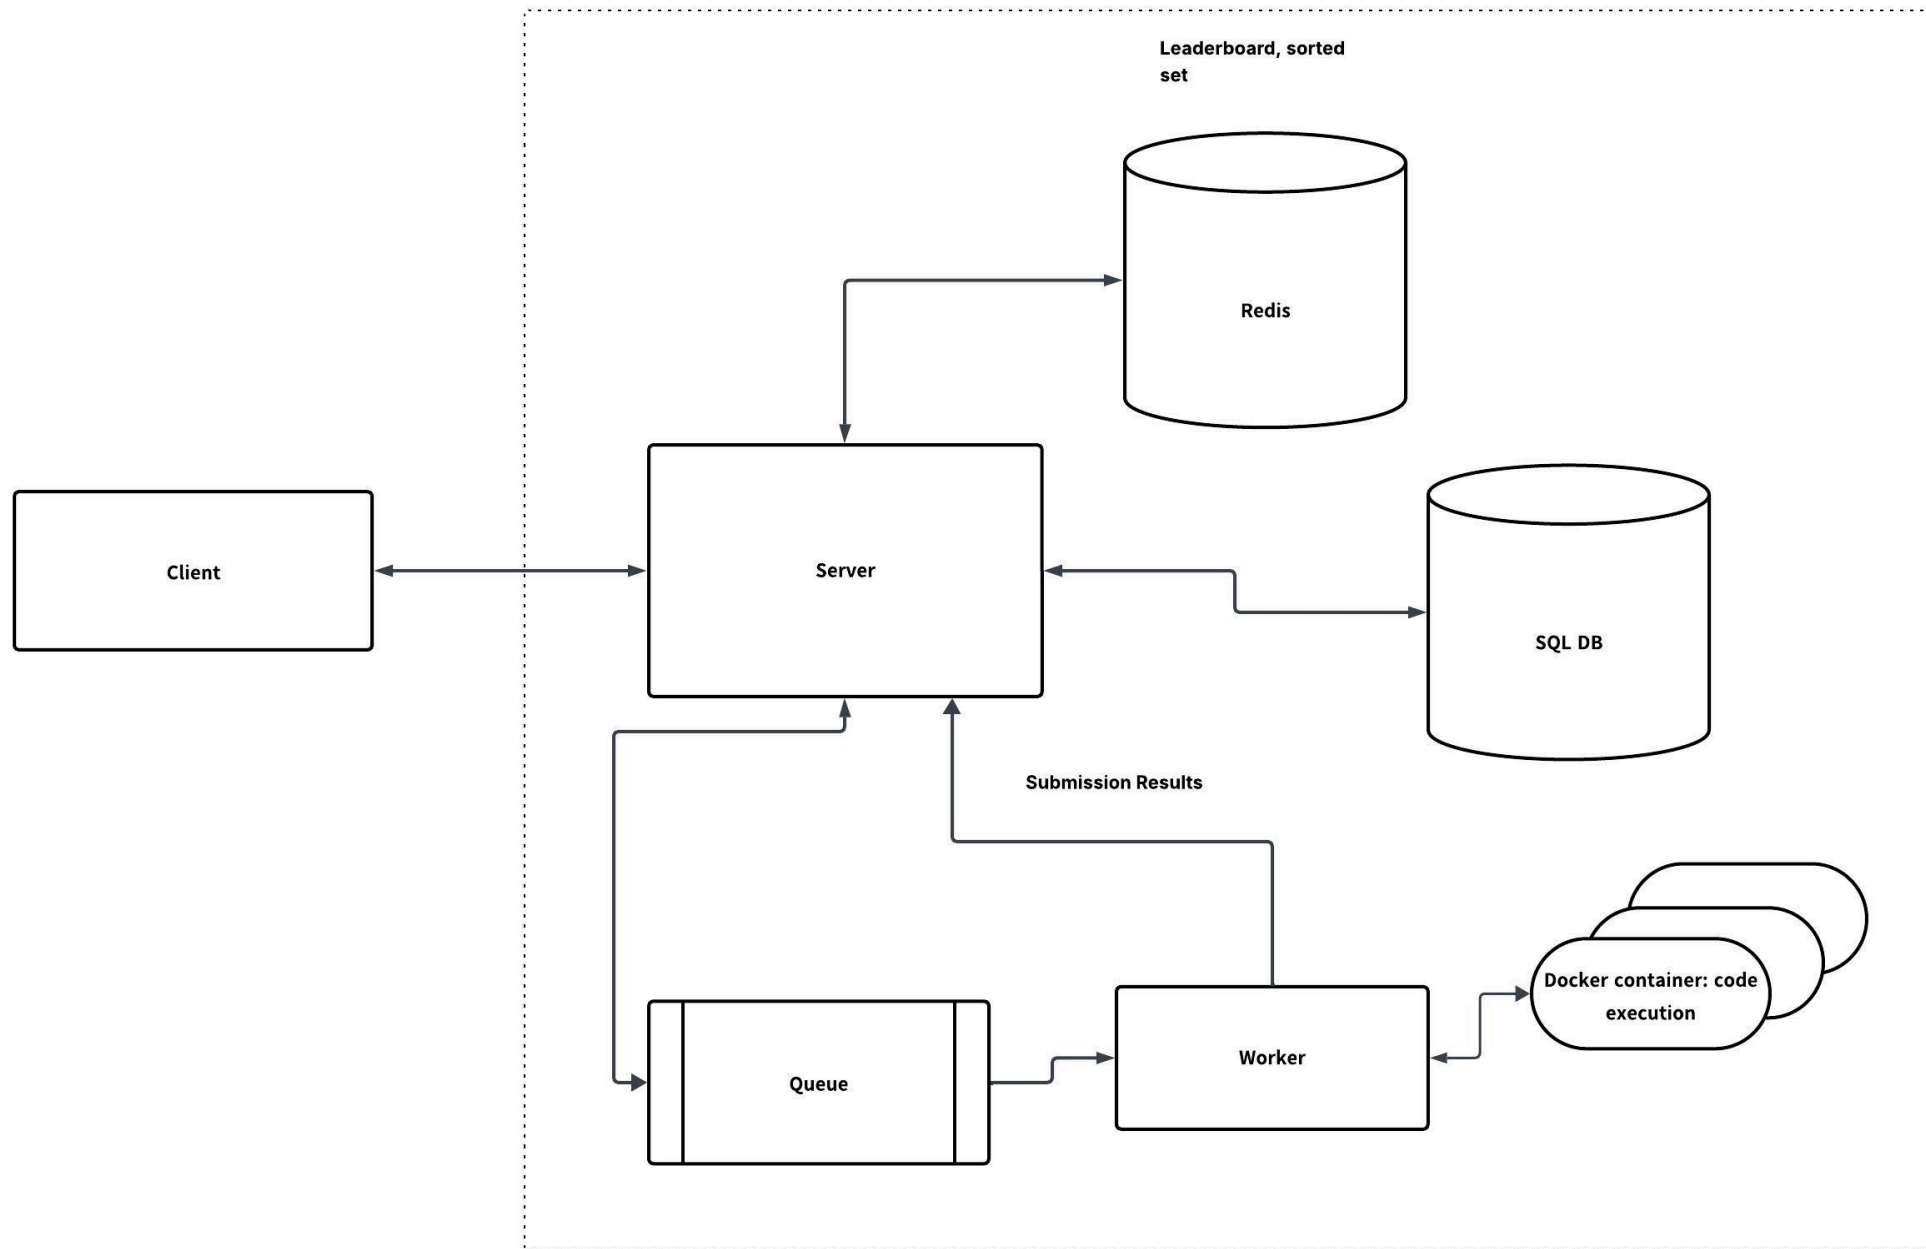 Leaderboard, sorted
set
Redis
Client
Server
SQL DB
Submission Results
Docker container: code
execution
Queue
Worker